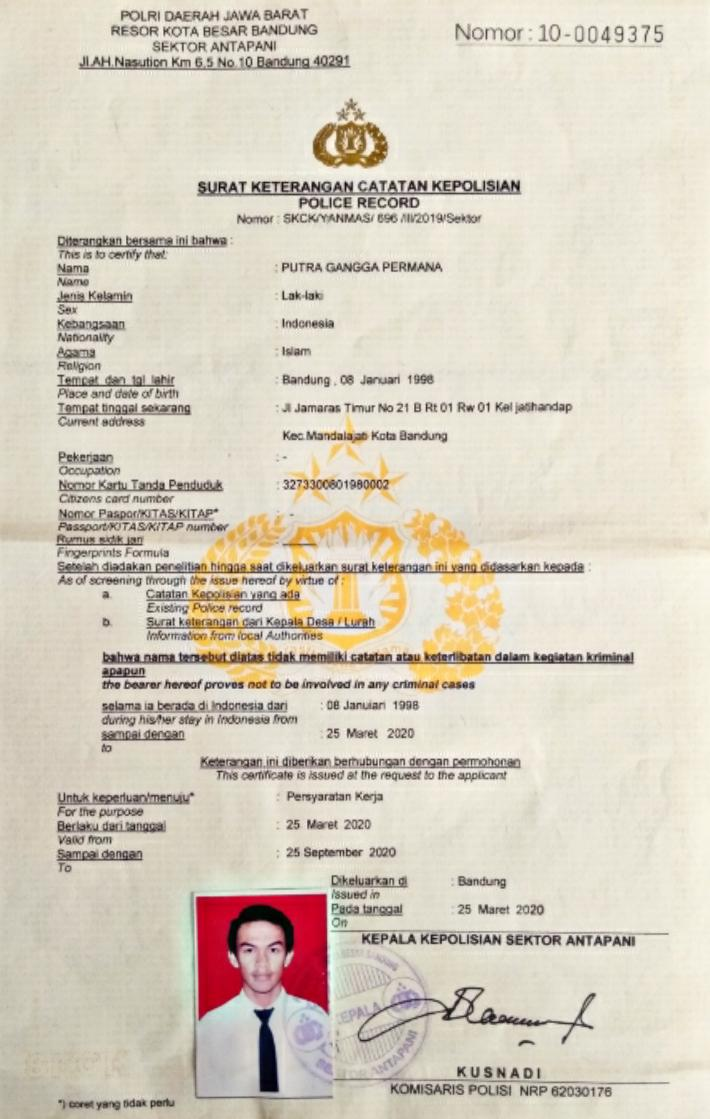 POLRI DAERAH JAWA BARAT
RESOR KOTA BESAR BANDUNG
SEKTOR ANTAPANI
Jl.AH.Nasution Km 6,5 No.10 Bandung 40291
Nomor : 10-0049375
SURAT KETERANGAN CATATAN KEPOLISIAN
POLICE RECORD
Nomor : SKCK/YANMAS/ 696 /III/2019/Sektor
Diterangkan bersama ini bahwa :
This is to certify that:
Nama : PUTRA GANGGA PERMANA
Name
Jenis Kelamin : Lak-laki
Sex
Kebangsaan : Indonesia
Nationality
Agama : Islam
Religion
Tempat dan tgl lahir : Bandung , 08 Januari 1998
Place and date of birth
Tempat tinggal sekarang : Jl Jamaras Timur No 21 B Rt 01 Rw 01 Kel jatihandap
Current address
Kec.Mandalajati Kota Bandung
Pekerjaan : -
Occupation
Nomor Kartu Tanda Penduduk : 3273300801980002
Citizens card number
Nomor Paspor/KITAS/KITAP* : -
Passport/KITAS/KITAP number
Rumus sidik jari :
Fingerprints Formula
Setelah diadakan penelitian hingga saat dikeluarkan surat keterangan ini yang didasarkan kepada :
As of screening through the issue hereof by virtue of :
a. Catatan Kepolisian yang ada
Existing Police record
b. Surat keterangan dari Kepala Desa / Lurah
Information from local Authorities
bahwa nama tersebut diatas tidak memiliki catatan atau keterlibatan dalam kegiatan kriminal
apapun
the bearer hereof proves not to be involved in any criminal cases
selama ia berada di Indonesia dari : 08 Januiari 1998
during his/her stay in Indonesia from
sampai dengan : 25 Maret 2020
to
Keterangan ini diberikan berhubungan dengan permohonan
This certificate is issued at the request to the applicant
Untuk keperluan/menuju* : Persyaratan Kerja
For the purpose
Berlaku dari tanggal : 25 Maret 2020
Valid from
Sampai dengan : 25 September 2020
To
Dikeluarkan di : Bandung
Issued in
Pada tanggal : 25 Maret 2020
On
KEPALA KEPOLISIAN SEKTOR ANTAPANI
KEPALA
SEKTOR ANTAPANI
KUSNADI
KOMISARIS POLISI NRP 62030176
*) coret yang tidak perlu